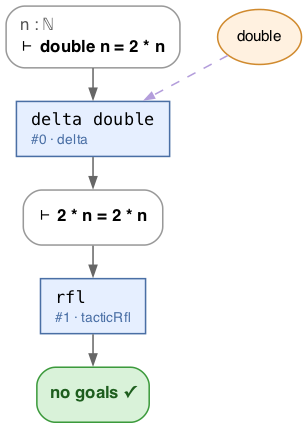 n : ℕ
⊢ double n = 2 * n
double
delta double
#0 · delta
⊢ 2 * n = 2 * n
rfl
#1 · tacticRfl
no goals ✓